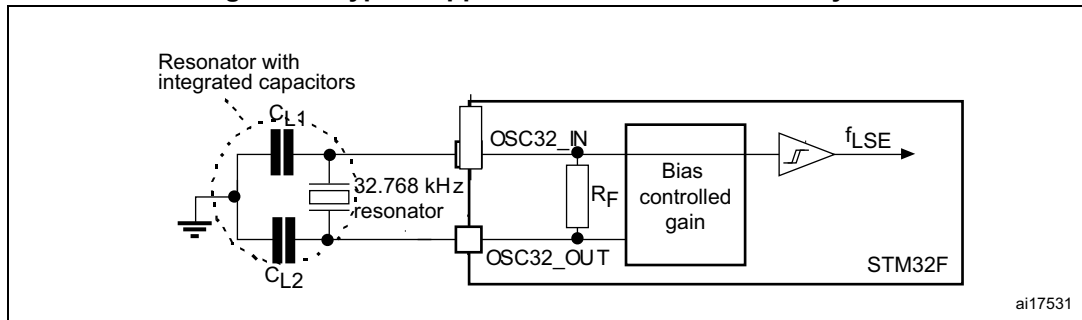 Resonator with
integrated capacitors
CL1
OSC32_IN
fLSE
Bias
controlled
gain
32.768 kHz
resonator
RF
OSC32_OUT
STM32F
CL2
ai17531